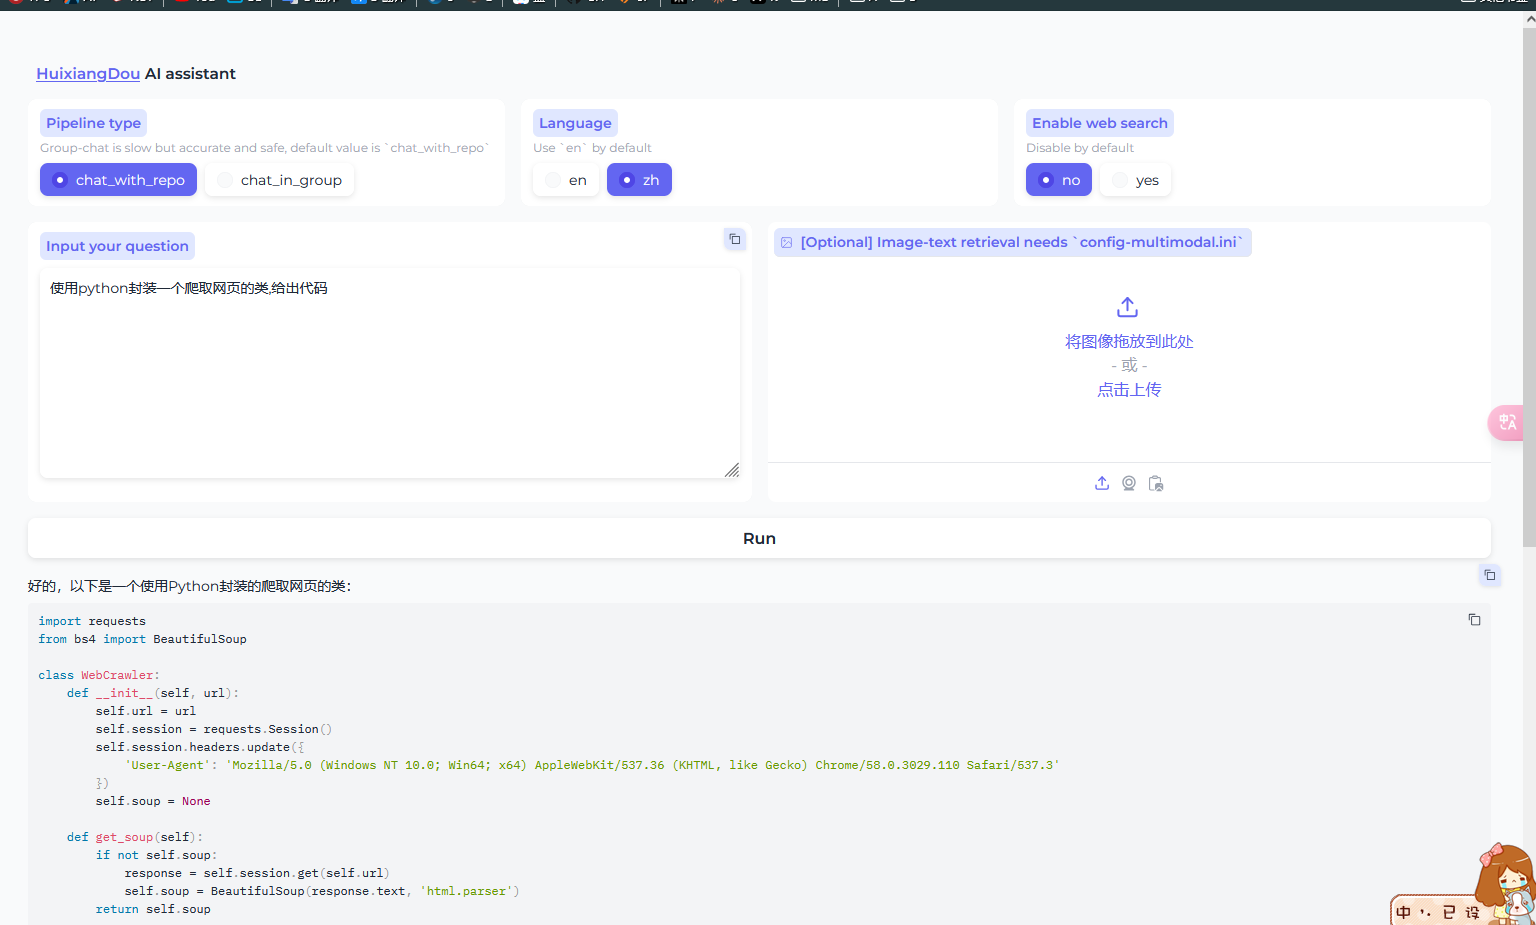 HuixiangDou AI assistant
Pipeline type
Group-chat is slow but accurate and safe, default value is `chat_with_repo`
chat_with_repo
chat_in_group
Language
Use `en` by default
en
zh
Enable web search
Disable by default
no
yes
Input your question
使用python封装一个爬取网页的类,给出代码
[Optional] Image-text retrieval needs `config-multimodal.ini`
将图像拖放到此处
- 或 -
点击上传
Run
好的，以下是一个使用Python封装的爬取网页的类：
import requests
from bs4 import BeautifulSoup
class WebCrawler:
def __init__(self, url):
self.url = url
self.session = requests.Session()
self.session.headers.update({
'User-Agent': 'Mozilla/5.0 (Windows NT 10.0; Win64; x64) AppleWebKit/537.36 (KHTML, like Gecko) Chrome/58.0.3029.110 Safari/537.3'
})
self.soup = None
def get_soup(self):
if not self.soup:
response = self.session.get(self.url)
self.soup = BeautifulSoup(response.text, 'html.parser')
return self.soup
中 已 设